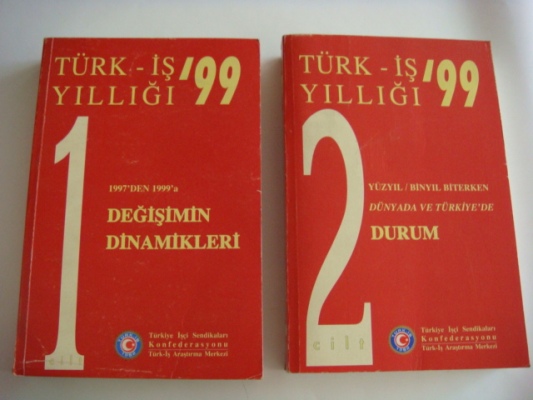 TÜRK - İŞ '99
YILLIĞI
1
cilt
1997'DEN 1999'a
DEĞİŞİMİN
DİNAMİKLERİ
Türkiye İşçi Sendikaları
Konfederasyonu
Türk-İş Araştırma Merkezi
TÜRK - İŞ '99
YILLIĞI
2
cilt
YÜZYIL / BİNYIL BİTERKEN
DÜNYADA VE TÜRKİYE'DE
DURUM
Türkiye İşçi Sendikaları
Konfederasyonu
Türk-İş Araştırma Merkezi